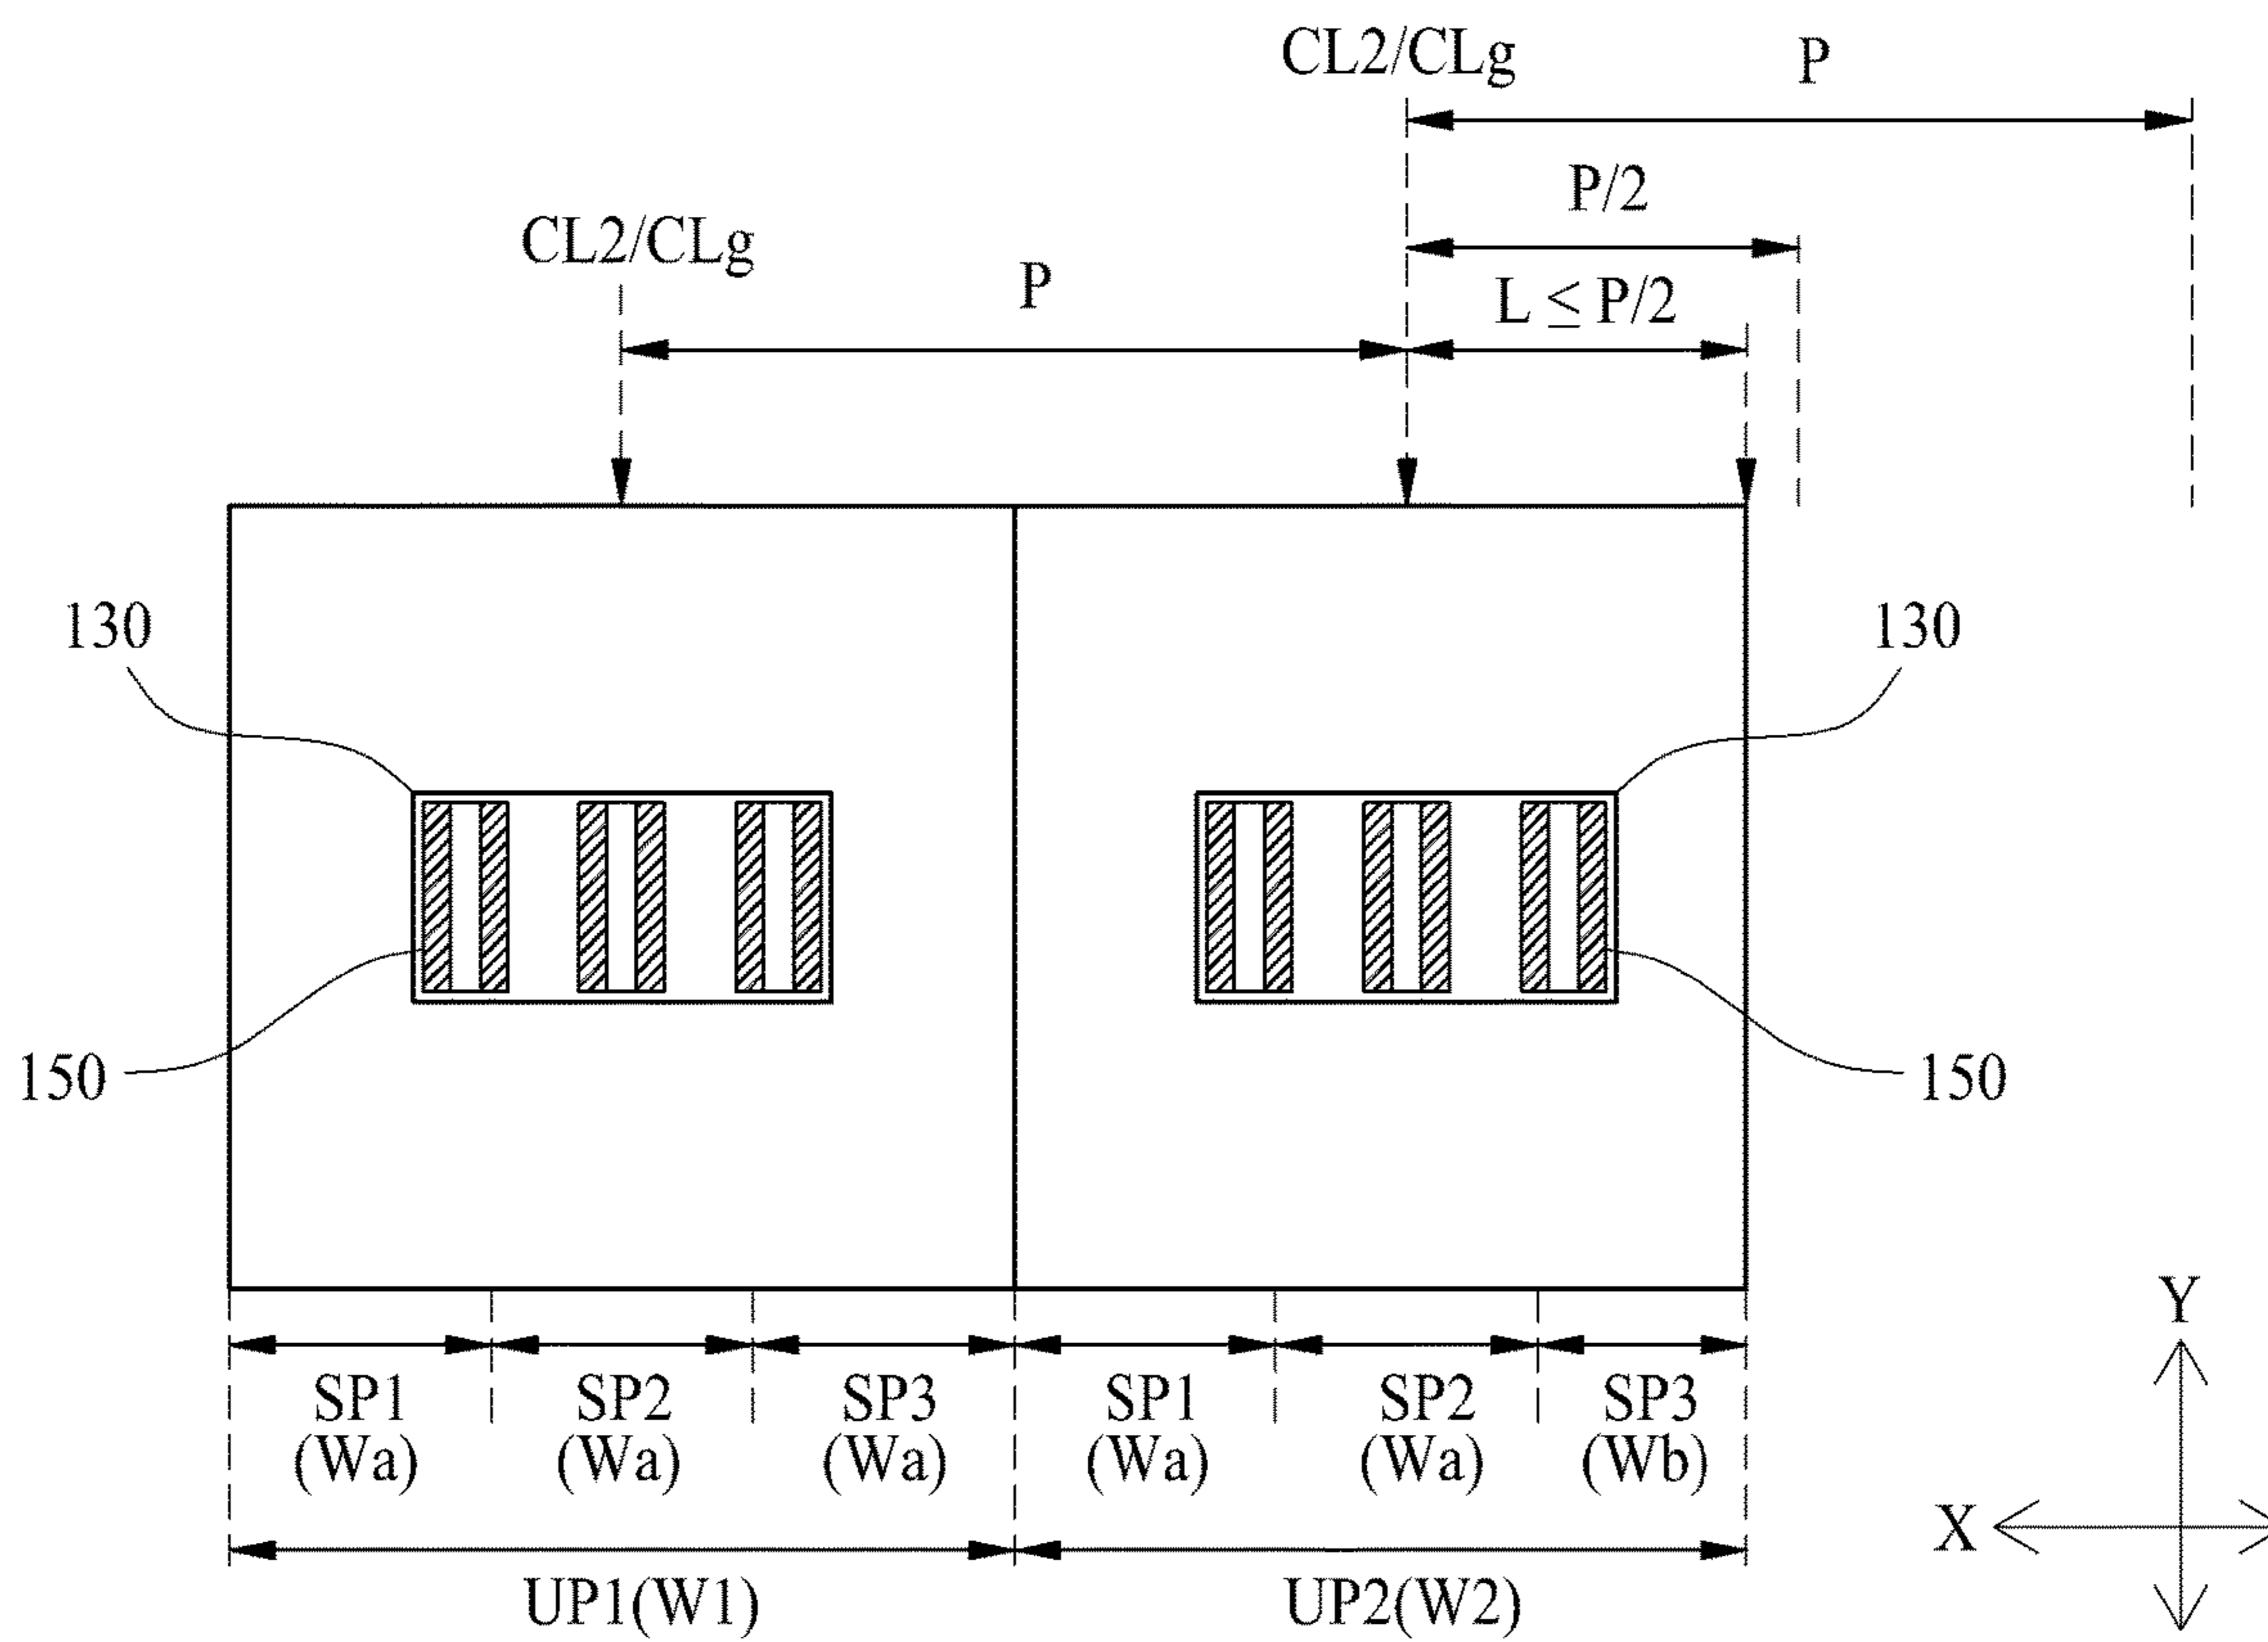 CL2/CLg P
P/2
CL2/CLg P L ≤ P/2
130 130
150 150
SP1 SP2 SP3 SP1 SP2 SP3
(Wa) (Wa) (Wa) (Wa) (Wa) (Wb)
UP1(W1) UP2(W2)
Y
X